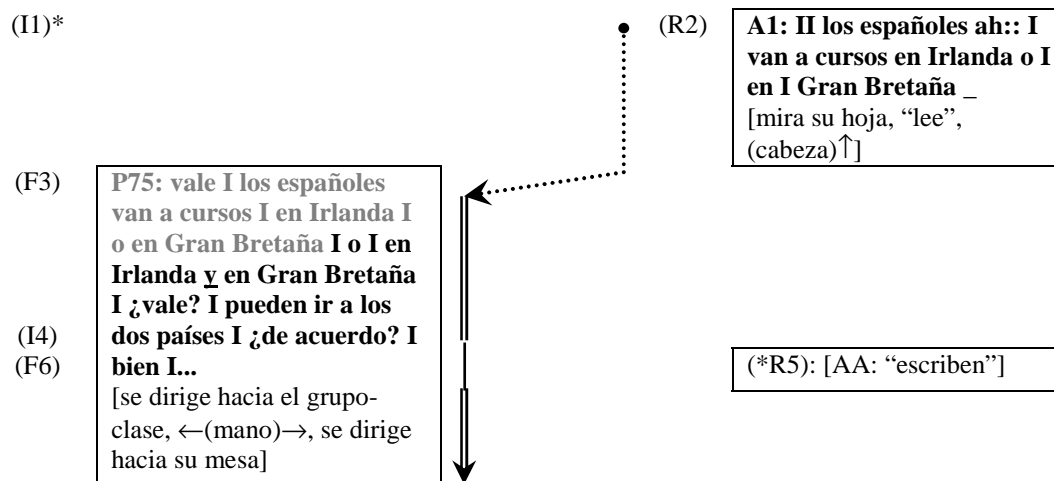 (I1)*
(R2)
A1: II los españoles ah:: I
van a cursos en Irlanda o I
en I Gran Bretaña _
[mira su hoja, “lee”,
(cabeza)↑]
(F3)
P75: vale I los españoles
van a cursos I en Irlanda I
o en Gran Bretaña I o I en
Irlanda y en Gran Bretaña
I ¿vale? I pueden ir a los
(I4)
dos países I ¿de acuerdo? I
(F6)
bien I...
(*R5): [AA: “escriben”]
[se dirige hacia el grupo-
clase, ←(mano)→, se dirige
hacia su mesa]